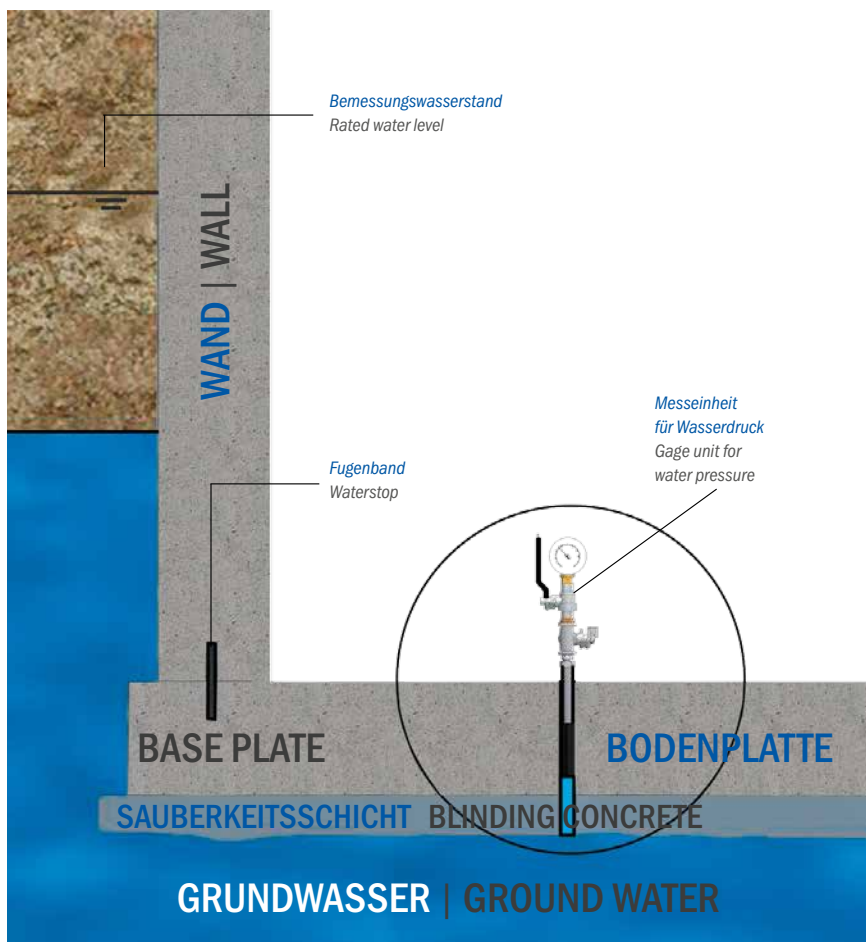 Bemessungswasserstand
Rated water level
WAND | WALL
Messeinheit
für Wasserdruck
Gage unit for
water pressure
Fugenband
Waterstop
BASE PLATE
BODENPLATTE
SAUBERKEITSSCHICHT BLINDING CONCRETE
GRUNDWASSER | GROUND WATER